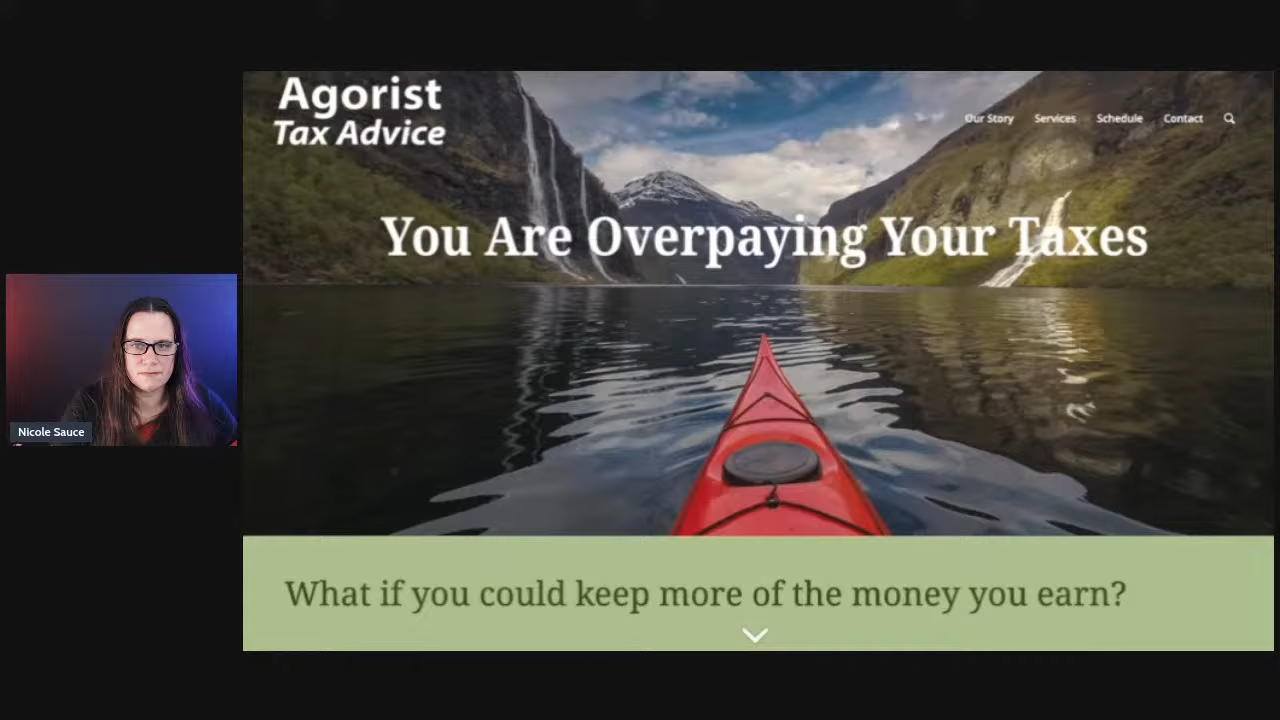 Agorist
Tax Advice
Our Story Services Schedule Contact
You Are Overpaying Your Taxes
Nicole Sauce
What if you could keep more of the money you earn?